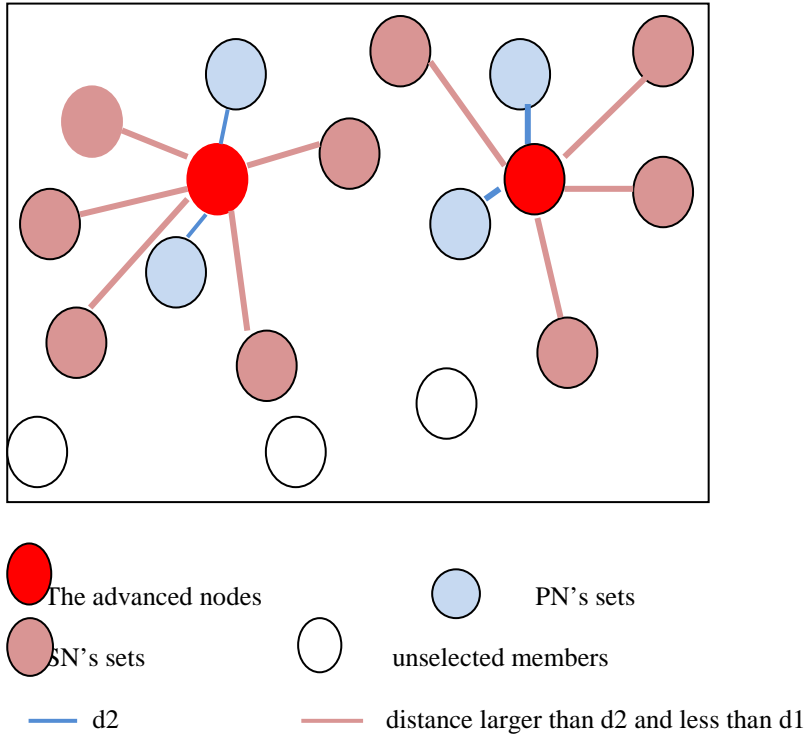 The advanced nodes
PN's sets
SN's sets
unselected members
d2
distance larger than d2 and less than d1